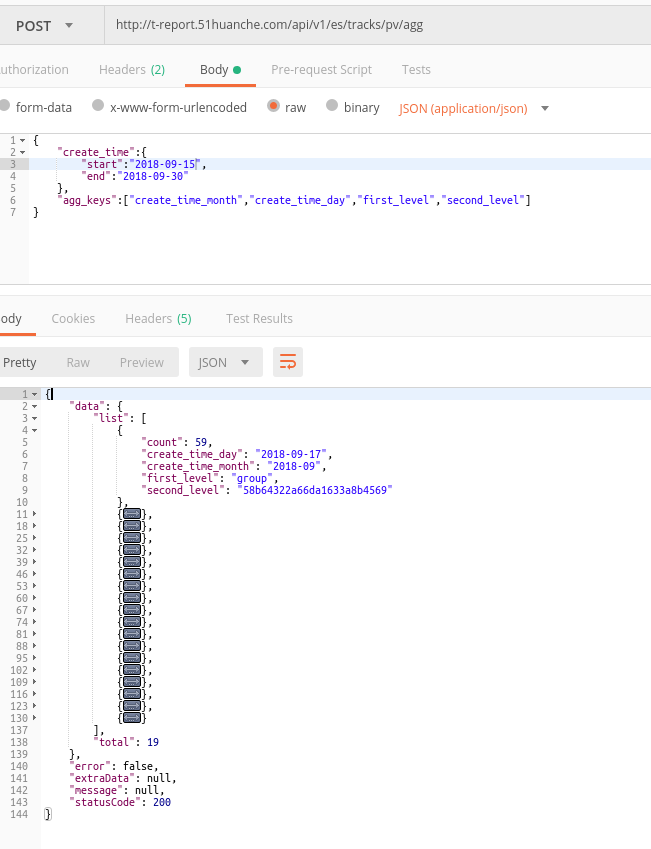 POST http://t-report.51huanche.com/api/v1/es/tracks/pv/agg
uthorization Headers (2) Body Pre-request Script Tests
form-data x-www-form-urlencoded raw binary JSON (application/json)
1 {
2 "create_time":{
3 "start":"2018-09-15",
4 "end":"2018-09-30"
5 },
6 "agg_keys":["create_time_month","create_time_day","first_level","second_level"]
7 }
ody Cookies Headers (5) Test Results
Pretty Raw Preview JSON
1 {
2 "data": {
3 "list": [
4 {
5 "count": 59,
6 "create_time_day": "2018-09-17",
7 "create_time_month": "2018-09",
8 "first_level": "group",
9 "second_level": "58b64322a66da1633a8b4569"
10 },
11 {},
18 {},
25 {},
32 {},
39 {},
46 {},
53 {},
60 {},
67 {},
74 {},
81 {},
88 {},
95 {},
102 {},
109 {},
116 {},
123 {},
130 {}
137 ],
138 "total": 19
139 },
140 "error": false,
141 "extraData": null,
142 "message": null,
143 "statusCode": 200
144 }